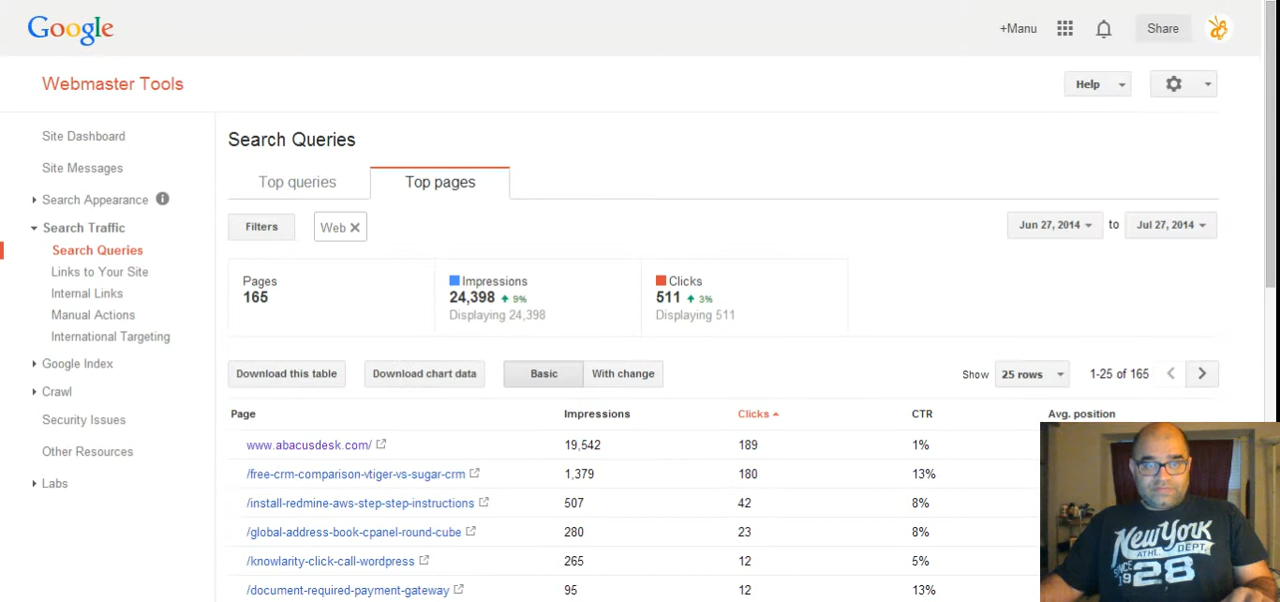 Google
+Manu
Share
Webmaster Tools
Help
Site Dashboard
Site Messages
Search Appearance
Search Traffic
Search Queries
Links to Your Site
Internal Links
Manual Actions
International Targeting
Google Index
Crawl
Security Issues
Other Resources
Labs
Search Queries
Top queries Top pages
Filters Web
Jun 27, 2014 to Jul 27, 2014
Pages Impressions Clicks
165 24,398 9% 511 3%
Displaying 24,398 Displaying 511
Download this table Download chart data Basic With change Show 25 rows 1-25 of 165
Page Impressions Clicks CTR Avg. position
www.abacusdesk.com/ 19,542 189 1%
/free-crm-comparison-vtiger-vs-sugar-crm 1,379 180 13%
/install-redmine-aws-step-step-instructions 507 42 8%
/global-address-book-cpanel-round-cube 280 23 8%
/knowlarity-click-call-wordpress 265 12 5%
/document-required-payment-gateway 95 12 13%
New York
ATHL. DEPT.
SINCE
1928